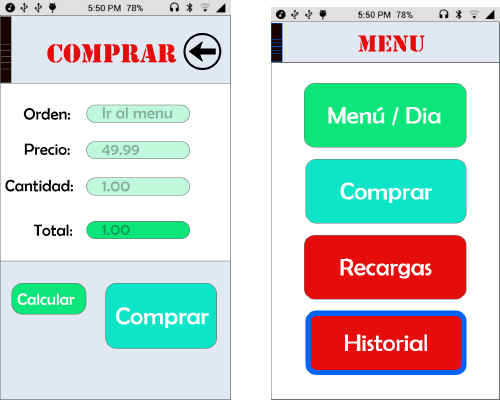 5:50 PM 78%
COMPRAR
Orden: Ir al menu
Precio: 49.99
Cantidad: 1.00
Total: 1.00
Calcular
Comprar
5:50 PM 78%
MENU
Menú / Dia
Comprar
Recargas
Historial